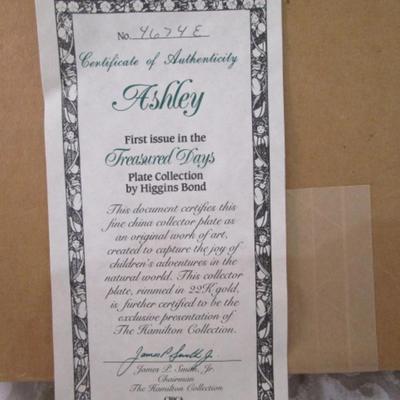 No. 4674E
Certificate of Authenticity
Ashley
First issue in the
Treasured Days
Plate Collection
by Higgins Bond
This document certifies this
fine china collector plate as
an original work of art,
created to capture the joy of
children's adventures in the
natural world. This collector
plate, rimmed in 22K gold,
is further certified to be the
exclusive presentation of
The Hamilton Collection.
James P. Smith, Jr.
James P. Smith, Jr.
Chairman
The Hamilton Collection